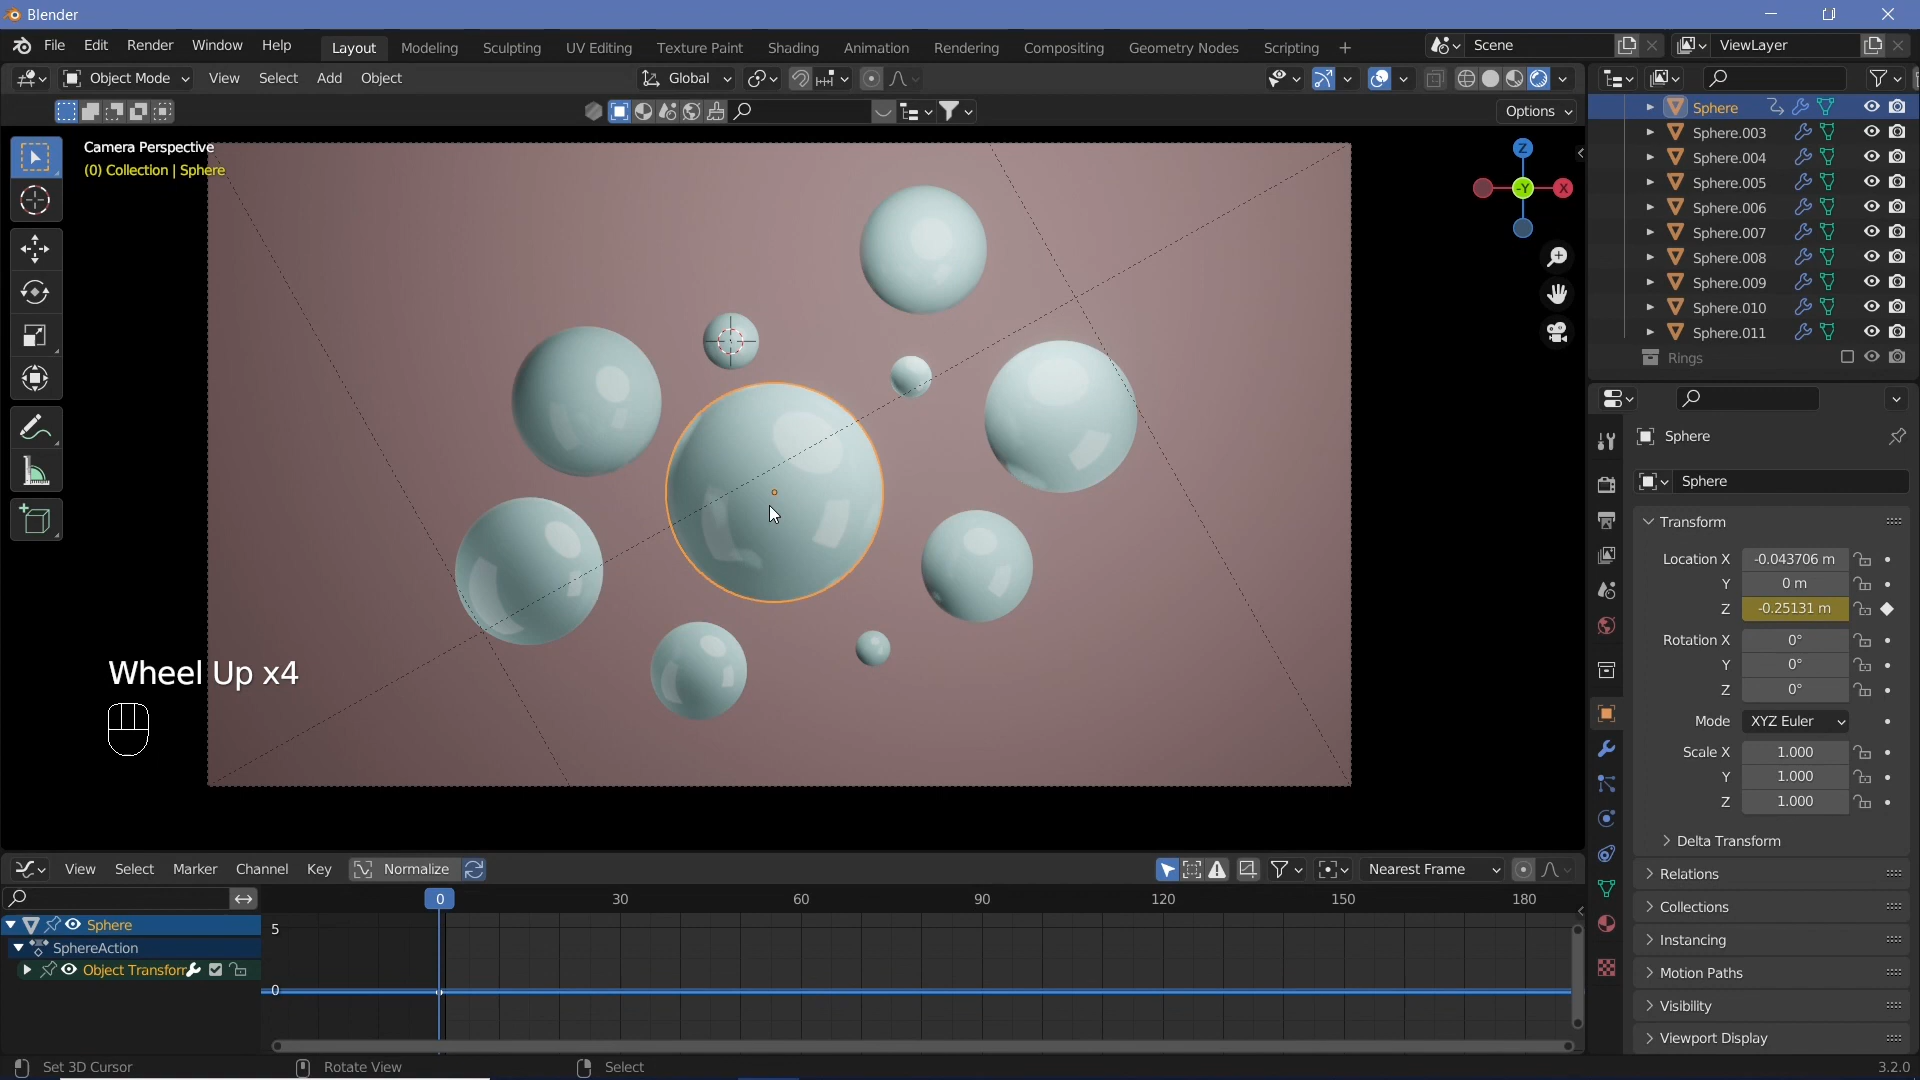 Blender
File Edit Render Window Help Layout Modeling Sculpting UV Editing Texture Paint Shading Animation Rendering Compositing Geometry Nodes Scripting + Scene ViewLayer
Object Mode View Select Add Object Global
Options
Camera Perspective
(0) Collection | Sphere
Z
-Y X
Wheel Up x4
Sphere
Sphere.003
Sphere.004
Sphere.005
Sphere.006
Sphere.007
Sphere.008
Sphere.009
Sphere.010
Sphere.011
Rings
Sphere
Sphere
Transform
Location X -0.043706 m
Y 0 m
Z -0.25131 m
Rotation X 0°
Y 0°
Z 0°
Mode XYZ Euler
Scale X 1.000
Y 1.000
Z 1.000
Delta Transform
Relations
Collections
Instancing
Motion Paths
Visibility
Viewport Display
View Select Marker Channel Key Normalize Nearest Frame
0 30 60 90 120 150 180
Sphere
SphereAction
Object Transforr
5
0
Set 3D Cursor Rotate View Select 3.2.0